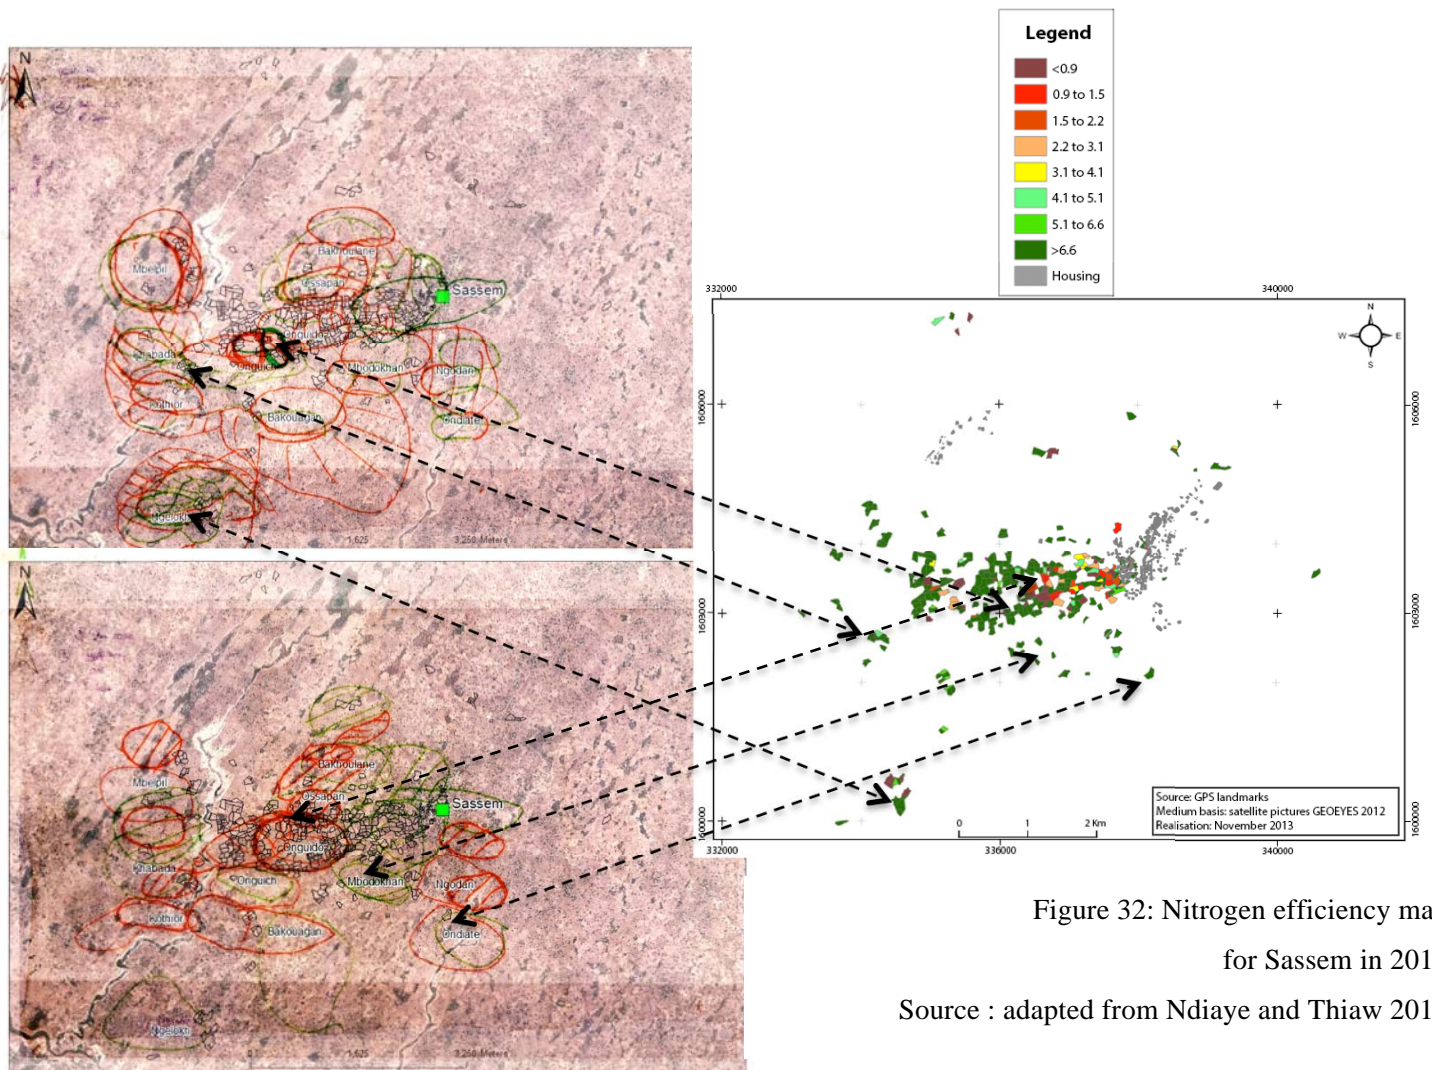 N
Mbelpil
Bakhoulane
Ossapan
Sassem
Onguido
Khabada
Onguich
Mbodokhan
Ngodan
Kothior
Bakouagan
Ondiate
Ngelokti
1,625
3,250 Meters
N
Mbelpil
Bakhoulane
Ossapan
Sassem
Onguido
Khabada
Onguich
Mbodokhan
Ngodan
Kothior
Bakouagan
Ondiate
Ngelokti
1,625
3,250 Meters
Legend
<0.9
0.9 to 1.5
1.5 to 2.2
2.2 to 3.1
3.1 to 4.1
4.1 to 5.1
5.1 to 6.6
>6.6
Housing
332000
340000
N
W
E
S
1606000
1606000
1603000
1603000
1600000
1600000
0
1
2 Km
Source: GPS landmarks
Medium basis: satellite pictures GEOEYES 2012
Realisation: November 2013
332000
336000
340000
Figure 32: Nitrogen efficiency ma
for Sassem in 201
Source : adapted from Ndiaye and Thiaw 201